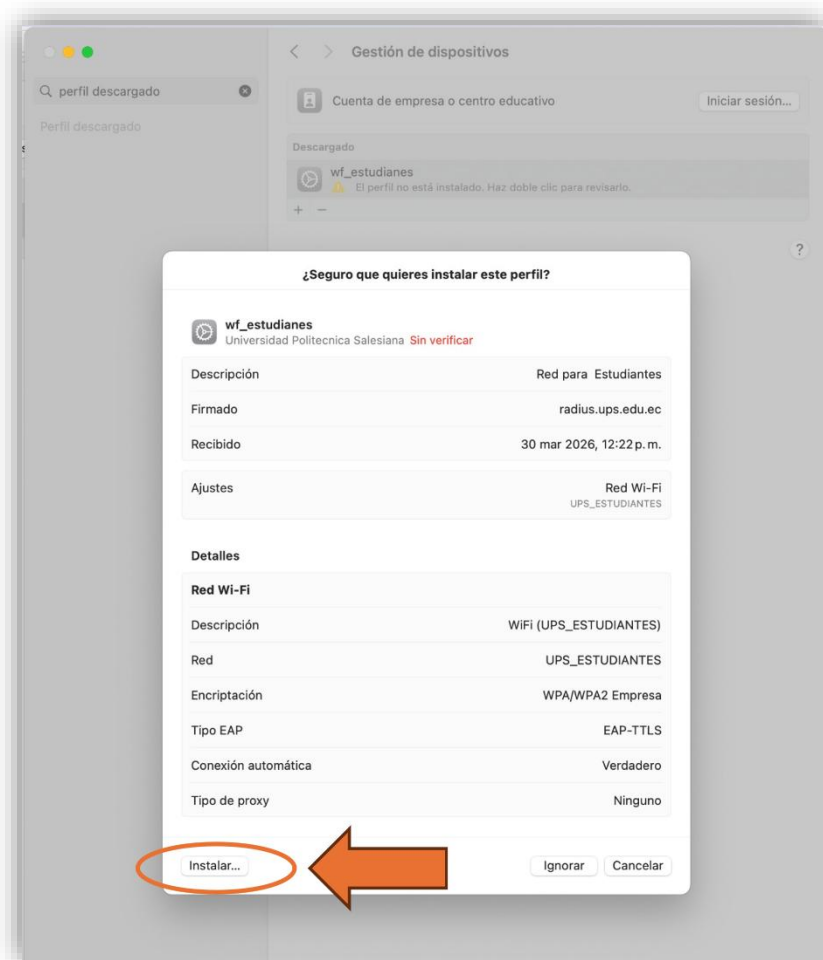 Gestión de dispositivos
perfil descargado
Perfil descargado
Cuenta de empresa o centro educativo Iniciar sesión...
Descargado
wf_estudianes
El perfil no está instalado. Haz doble clic para revisarlo.
+ −
?
¿Seguro que quieres instalar este perfil?
wf_estudianes
Universidad Politecnica Salesiana Sin verificar
Descripción Red para Estudiantes
Firmado radius.ups.edu.ec
Recibido 30 mar 2026, 12:22 p. m.
Ajustes Red Wi-Fi
UPS_ESTUDIANTES
Detalles
Red Wi-Fi
Descripción WiFi (UPS_ESTUDIANTES)
Red UPS_ESTUDIANTES
Encriptación WPA/WPA2 Empresa
Tipo EAP EAP-TTLS
Conexión automática Verdadero
Tipo de proxy Ninguno
Instalar... Ignorar Cancelar